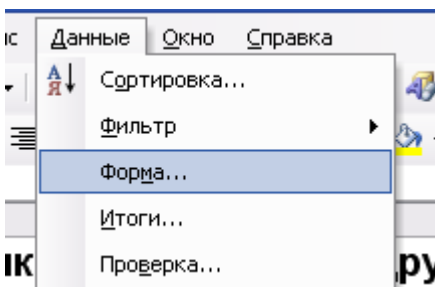 Данные Окно Справка
Сортировка...
Фильтр
Форма...
Итоги...
Проверка...